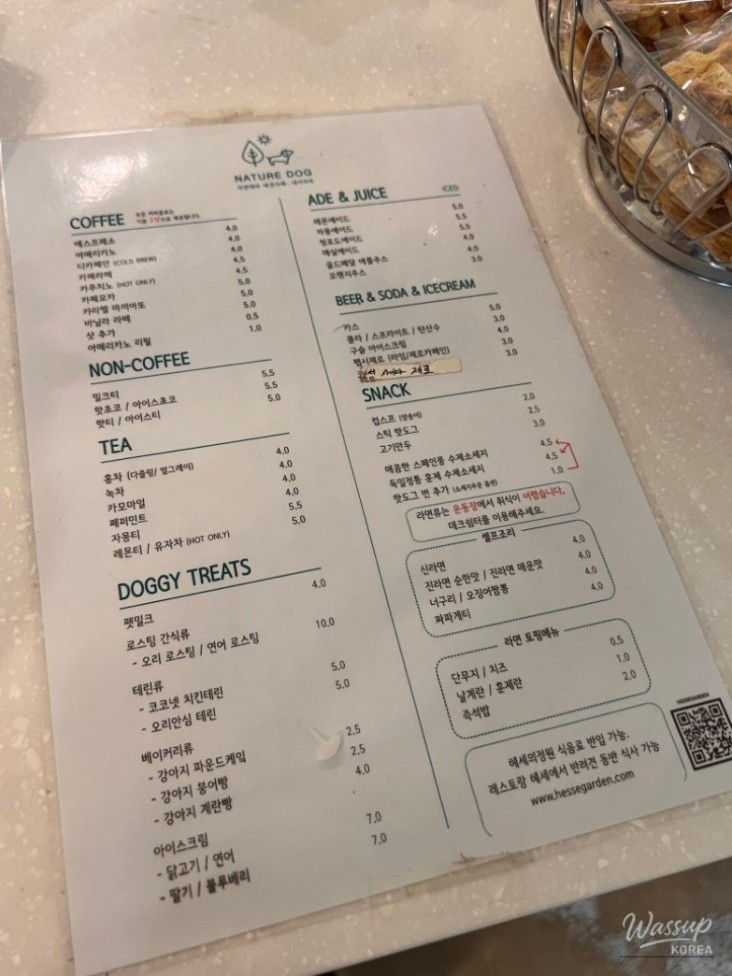 NATURE DOG
COFFEE
에스프레소 4.0
아메리카노 4.0
디카페인 (COLD BREW) 4.5
카페라떼 4.5
카푸치노 (HOT ONLY) 5.0
카페모카 5.0
카라멜 마끼아또 5.0
바닐라 라떼
샷 추가 0.5
아메리카노 리필 1.0
NON-COFFEE
밀크티 5.5
핫초코 / 아이스초코 5.5
핫티 / 아이스티 5.0
TEA
홍차 (다즐링/ 얼그레이) 4.0
녹차 4.0
카모마일 4.0
페퍼민트
자몽티 5.5
레몬티 / 유자차 (HOT ONLY) 5.0
DOGGY TREATS
펫밀크 4.0
로스팅 간식류
- 오리 로스팅 / 연어 로스팅 10.0
테린류
- 코코넛 치킨테린 5.0
- 오리안심 테린 5.0
베이커리류
- 강아지 파운드케잌 2.5
- 강아지 붕어빵 2.5
- 강아지 계란빵 4.0
아이스크림
- 닭고기 / 연어 7.0
- 딸기 / 블루베리 7.0
ADE & JUICE ICED
레몬에이드 5.0
자몽에이드 5.5
청포도에이드 5.5
매실에이드
골드메달 애플주스 4.0
오렌지주스 3.0
BEER & SODA & ICECREAM
카스 5.0
콜라 / 스프라이트 / 탄산수 3.0
구슬 아이스크림 4.0
펩시제로 (라임/제로카페인) 3.0
제로 3.0
SNACK
컵스프 2.0
스틱 핫도그 2.5
고기만두 3.0
매콤한 스페인풍 수제소세지 4.5
독일정통 훈제 수제소세지 4.5
핫도그 번 추가 1.0
라면류는 운동장에서 취식이 어렵습니다.
데크쉼터를 이용해주세요.
셀프조리
신라면 4.0
진라면 순한맛 / 진라면 매운맛 4.0
너구리 / 오징어짬뽕 4.0
짜파게티 4.0
라면 토핑메뉴
단무지 / 치즈 0.5
날계란 / 훈제란 1.0
즉석밥 2.0
헤세의정원 식음료 반입 가능.
레스토랑 헤세에서 반려견 동반 식사 가능
www.hessegarden.com
Wassup
KOREA